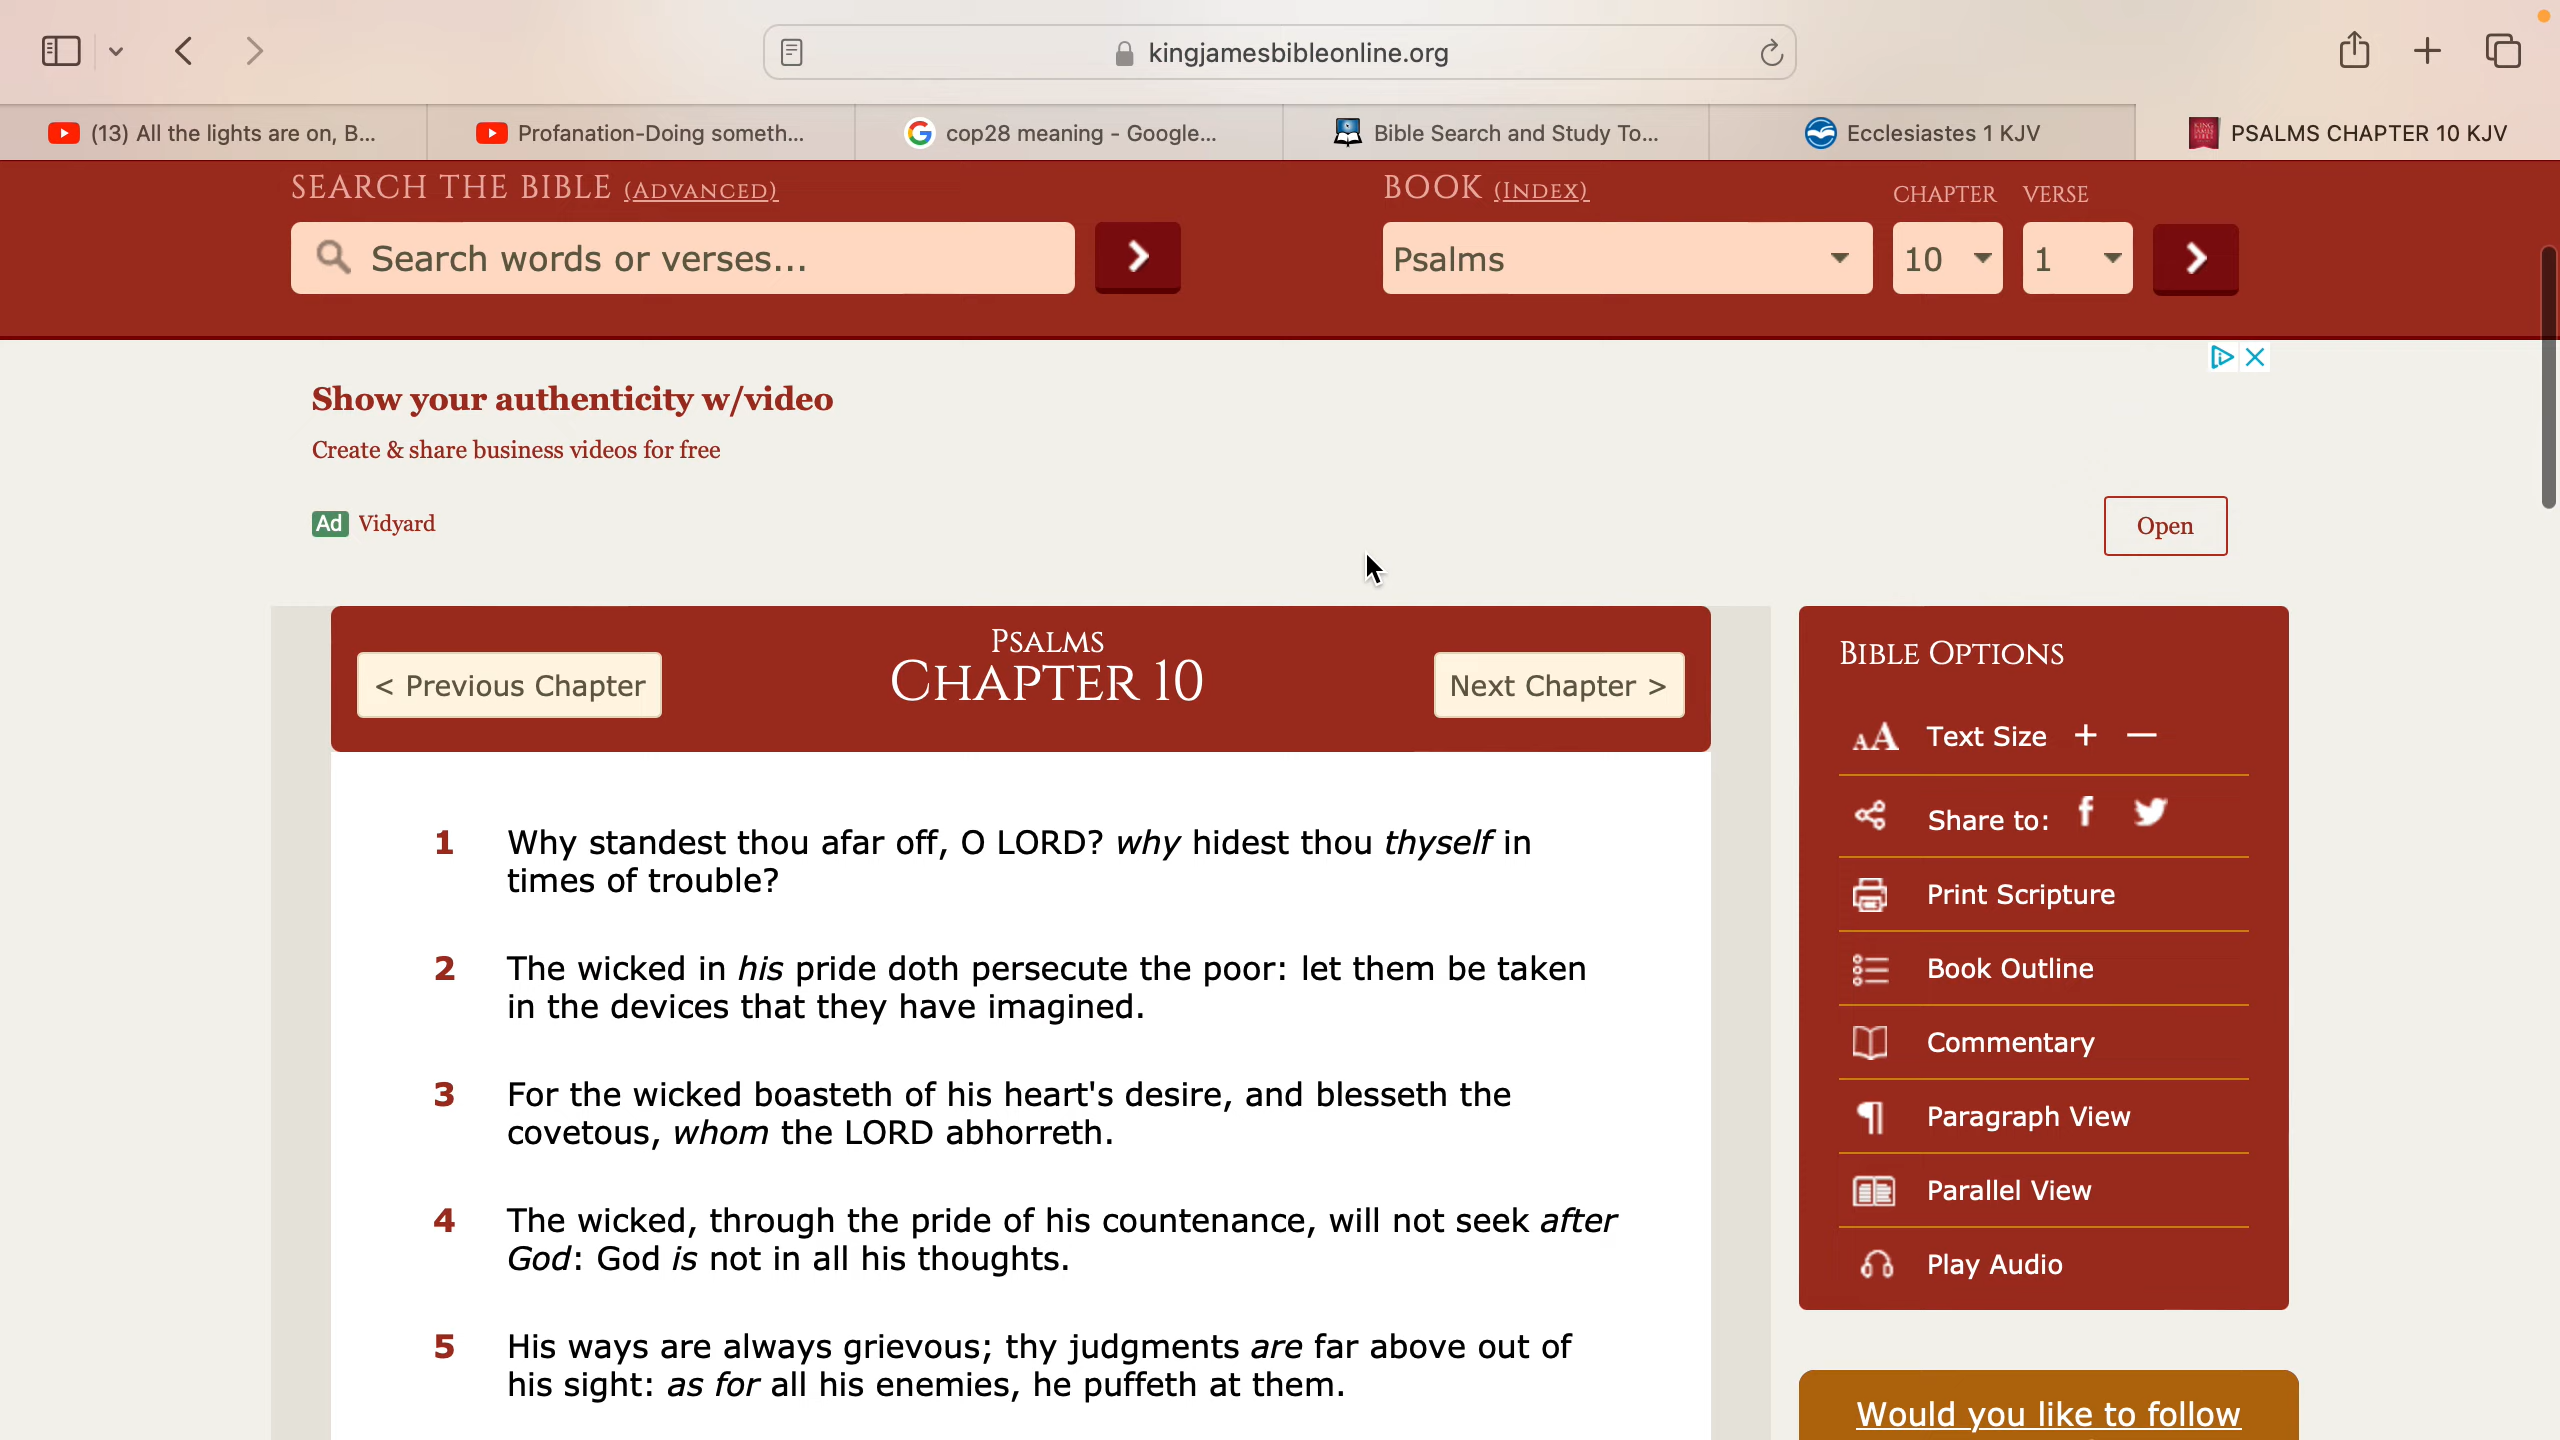 kingjamesbibleonline.org
(13) All the lights are on, B...
Profanation-Doing someth...
cop28 meaning - Google...
Bible Search and Study To...
Ecclesiastes 1 KJV
PSALMS CHAPTER 10 KJV
SEARCH THE BIBLE (ADVANCED)
BOOK (INDEX)
CHAPTER
VERSE
Search words or verses...
Psalms
10
1
Show your authenticity w/video
Create & share business videos for free
Ad Vidyard
Open
PSALMS
CHAPTER 10
< Previous Chapter
Next Chapter >
1 Why standest thou afar off, O LORD? why hidest thou thyself in
times of trouble?
2 The wicked in his pride doth persecute the poor: let them be taken
in the devices that they have imagined.
3 For the wicked boasteth of his heart's desire, and blesseth the
covetous, whom the LORD abhorreth.
4 The wicked, through the pride of his countenance, will not seek after
God: God is not in all his thoughts.
5 His ways are always grievous; thy judgments are far above out of
his sight: as for all his enemies, he puffeth at them.
BIBLE OPTIONS
Text Size + —
Share to:
Print Scripture
Book Outline
Commentary
Paragraph View
Parallel View
Play Audio
Would you like to follow